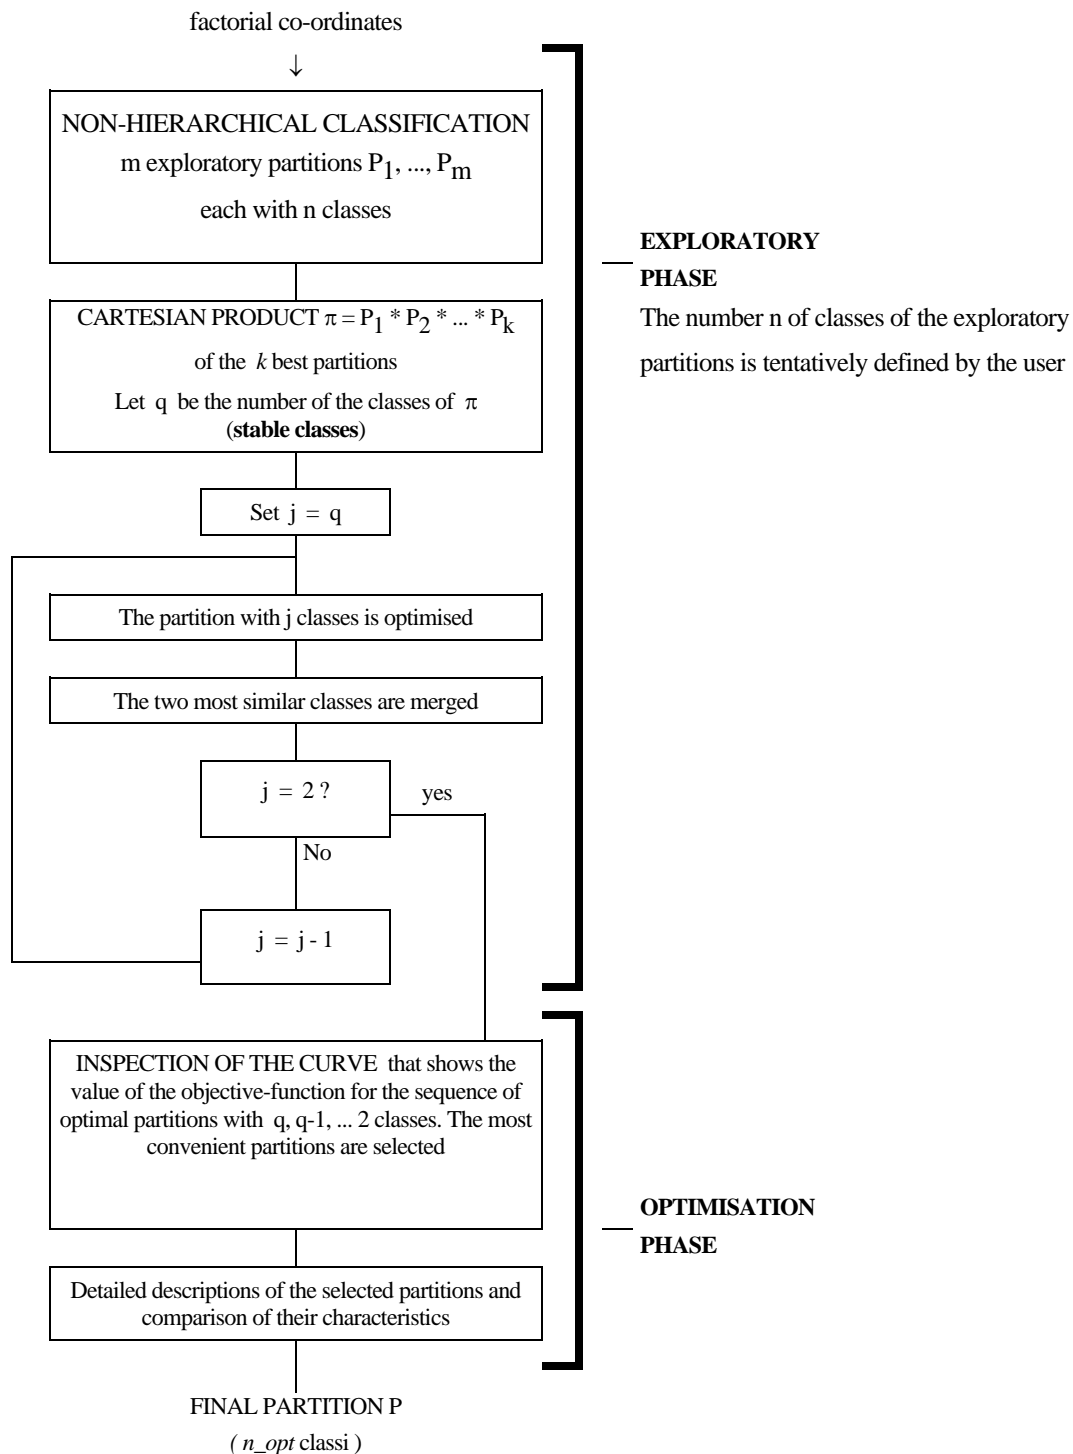 factorial co-ordinates
↓
NON-HIERARCHICAL CLASSIFICATION
m exploratory partitions P1, ..., Pm
each with n classes
EXPLORATORY
PHASE
The number n of classes of the exploratory
partitions is tentatively defined by the user
CARTESIAN PRODUCT π = P1 * P2 * ... * Pk
of the k best partitions
Let q be the number of the classes of π
(stable classes)
Set j = q
The partition with j classes is optimised
The two most similar classes are merged
j = 2 ?
yes
No
j = j - 1
INSPECTION OF THE CURVE that shows the
value of the objective-function for the sequence of
optimal partitions with q, q-1, ... 2 classes. The most
convenient partitions are selected
OPTIMISATION
PHASE
Detailed descriptions of the selected partitions and
comparison of their characteristics
FINAL PARTITION P
( n_opt classi )